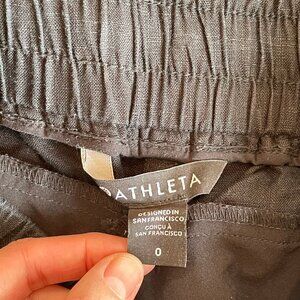 ATHLETA
DESIGNED IN
SAN FRANCISCO
CONÇU À
SAN FRANCISCO
0